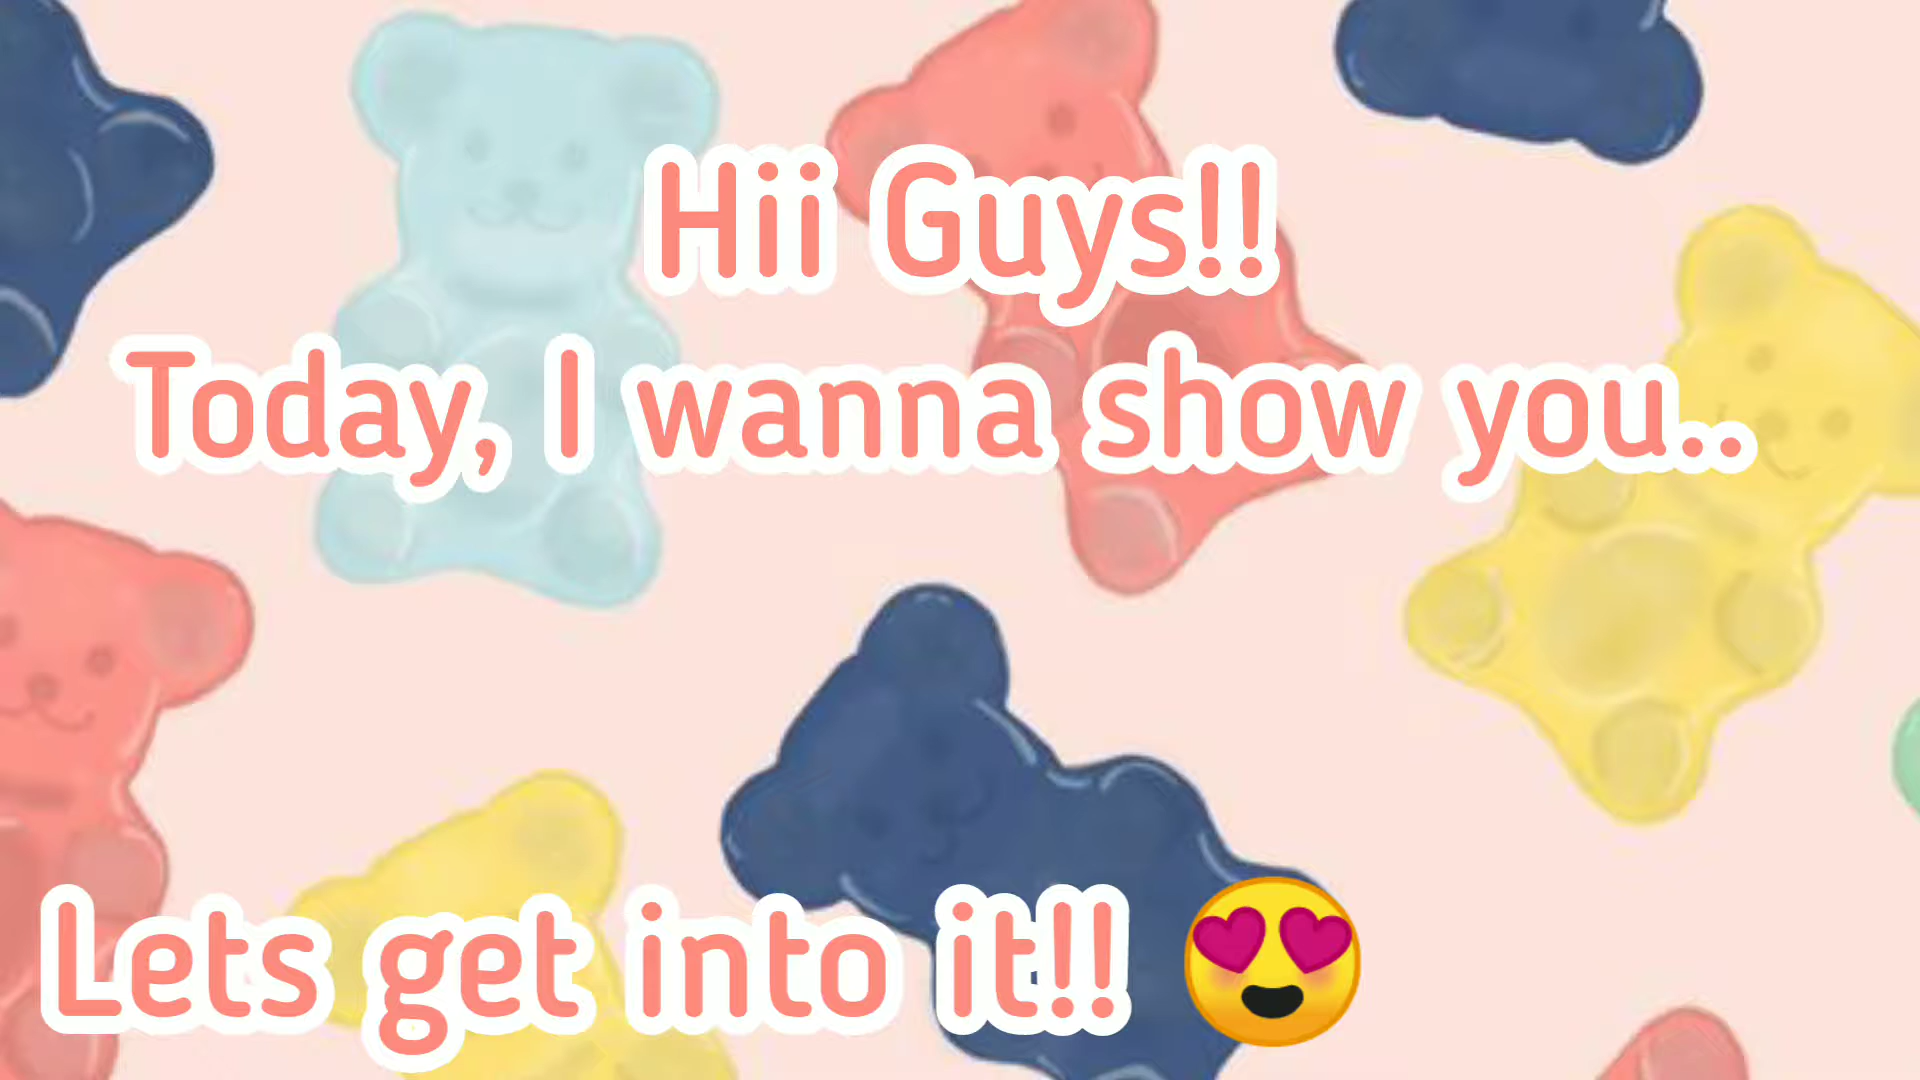 Hii Guys!!
Today, I wanna show you..
Lets get into it!! 😍